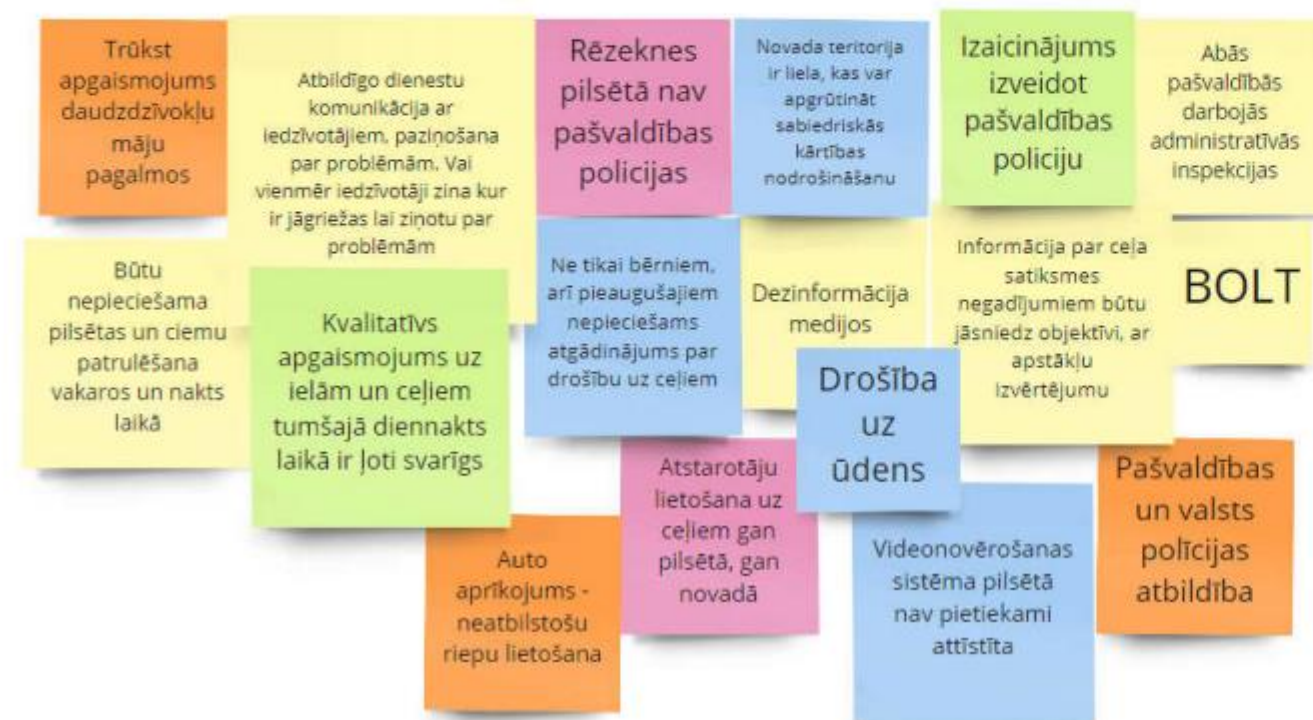 Trūkst
apgaismojums
daudzdzīvokļu
māju
pagalmos
Atbildīgo dienestu
komunikācija ar
iedzīvotājiem, paziņošana
par problēmām. Vai
vienmēr iedzīvotāji zina kur
ir jāgriežas lai ziņotu par
problēmām
Rēzeknes
pilsētā nav
pašvaldības
policijas
Novada teritorija
ir liela, kas var
apgrūtināt
sabiedriskās
kārtības
nodrošināšanu
Izaicinājums
izveidot
pašvaldības
policiju
Abās
pašvaldībās
darbojās
administratīvās
inspekcijas
Būtu
nepieciešama
pilsētas un ciemu
patrulēšana
vakaros un nakts
laikā
Kvalitatīvs
apgaismojums uz
ielām un ceļiem
tumšajā diennakts
laikā ir ļoti svarīgs
Ne tikai bērniem,
arī pieaugušajiem
nepieciešams
atgādinājums par
drošību uz ceļiem
Dezinformācija
medijos
Informācija par ceļa
satiksmes
negadījumiem būtu
jāsniedz objektīvi, ar
apstākļu
izvērtējumu
BOLT
Drošība
uz
ūdens
Auto
aprīkojums -
neatbilstošu
riepu lietošana
Atstarotāju
lietošana uz
ceļiem gan
pilsētā, gan
novadā
Videonovērošanas
sistēma pilsētā
nav pietiekami
attīstīta
Pašvaldības
un valsts
polīcijas
atbildība